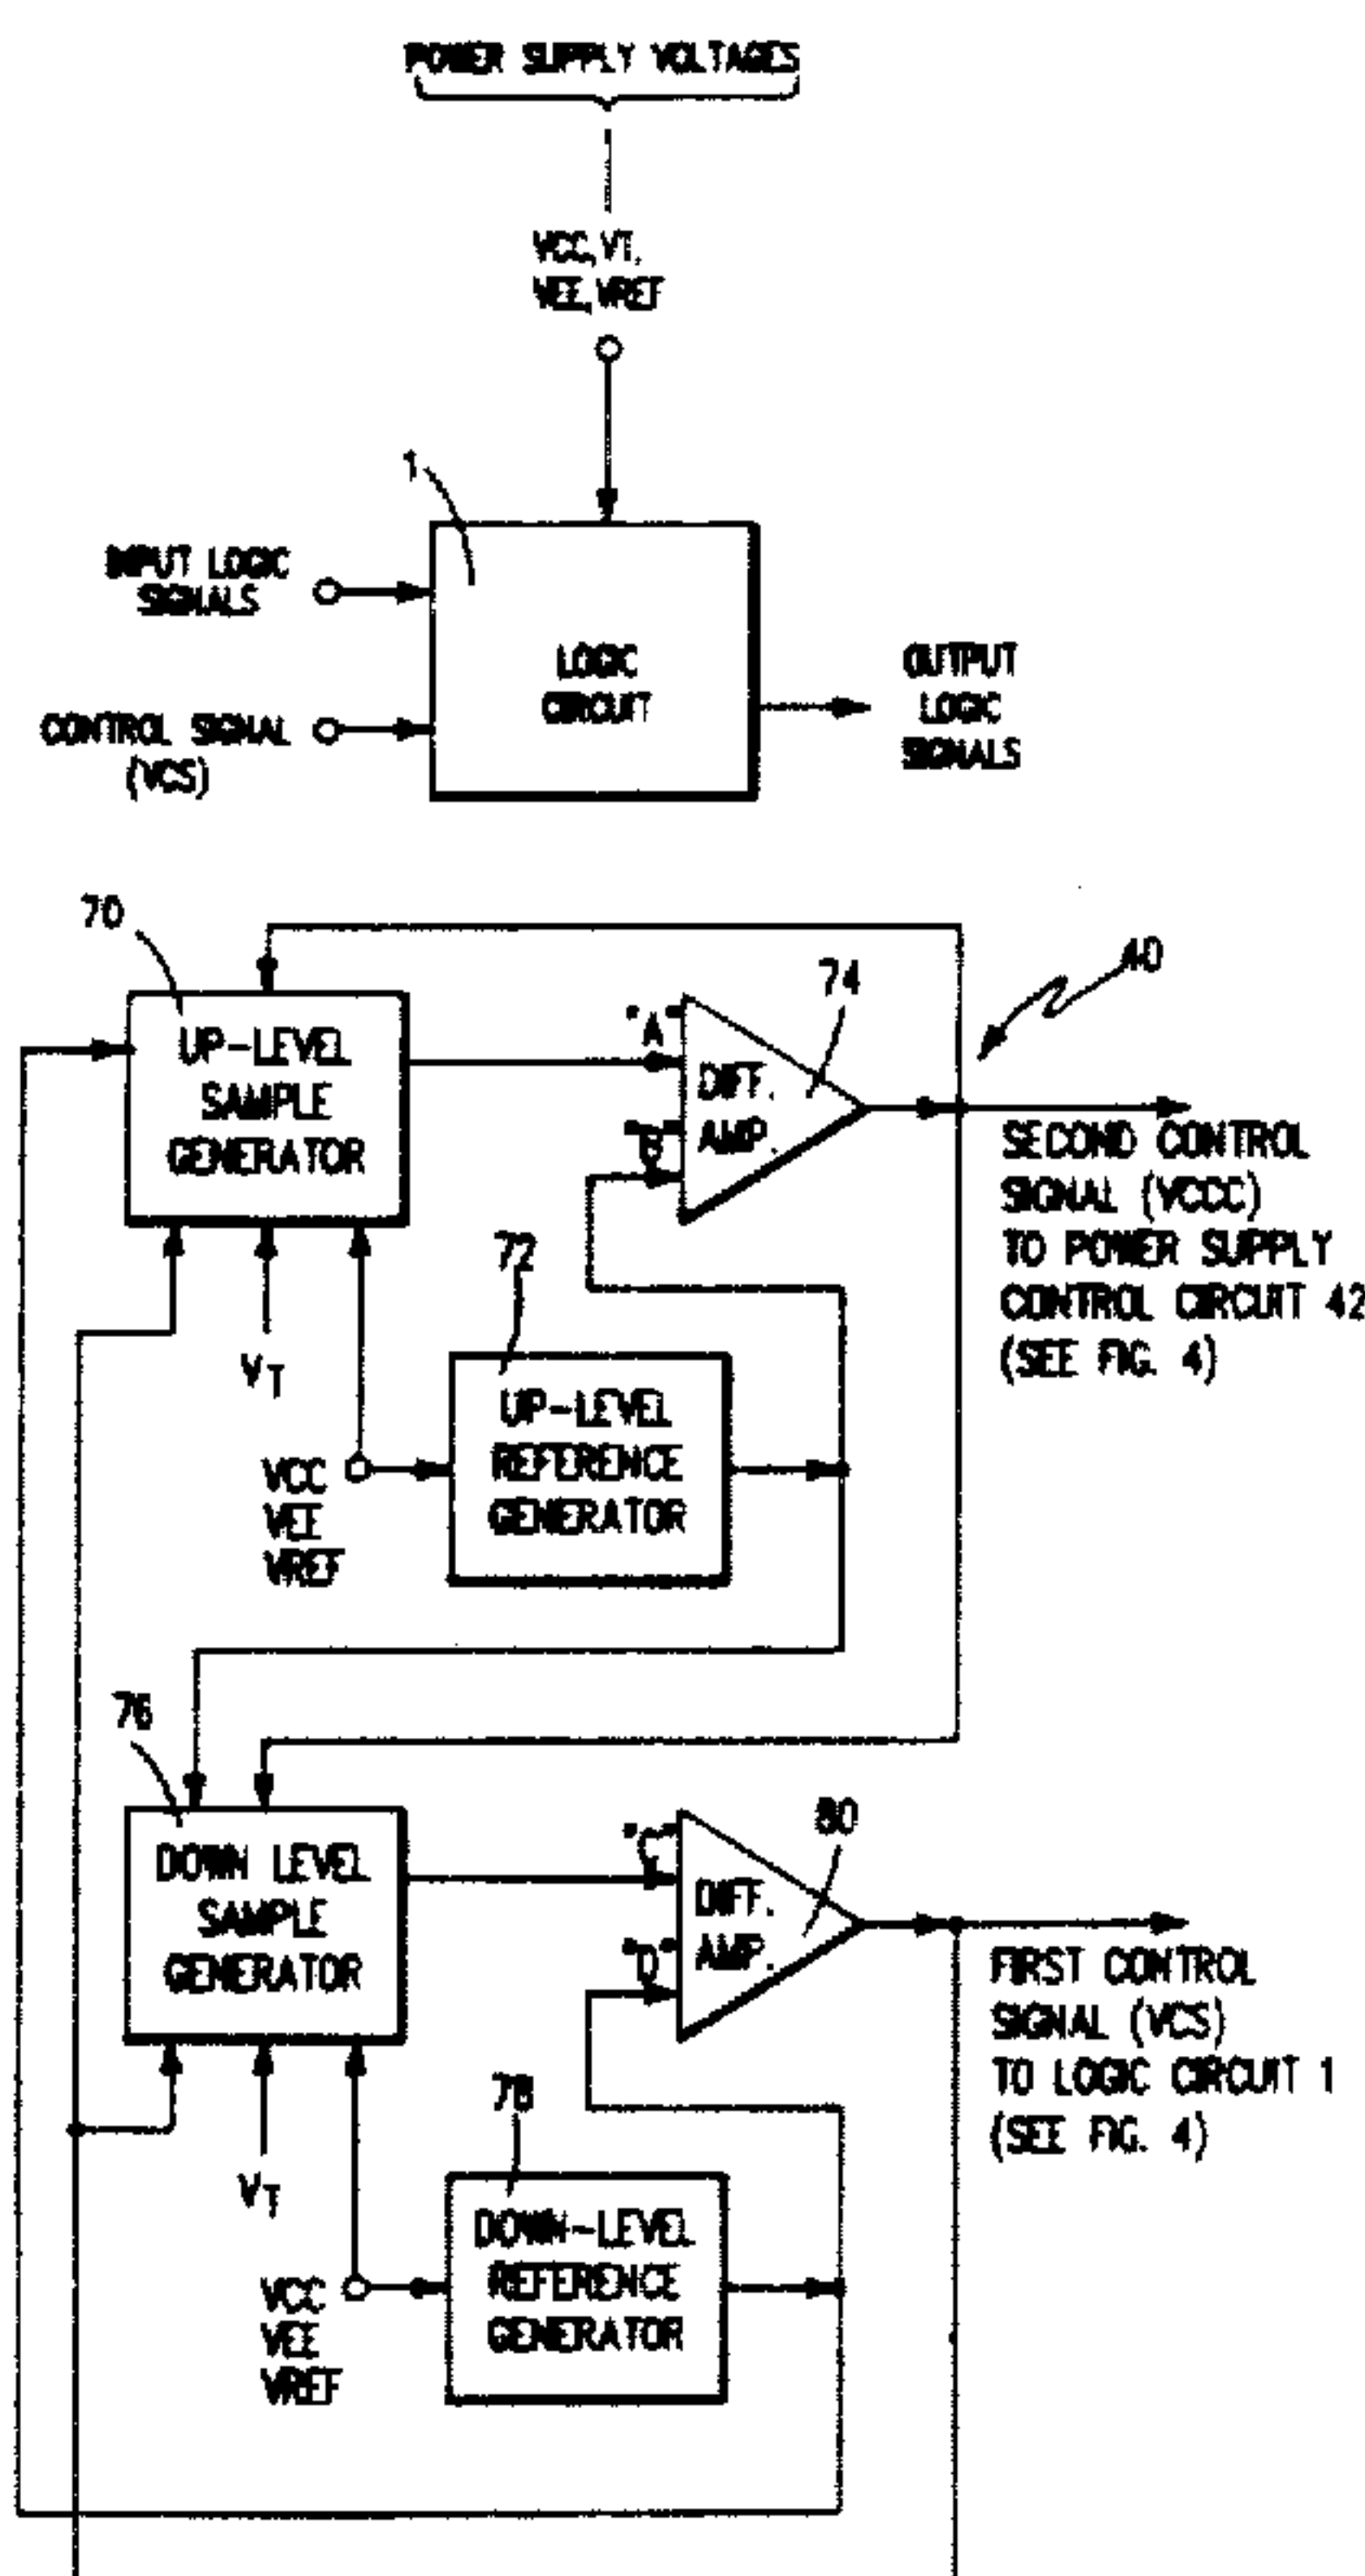 POWER SUPPLY VOLTAGES
VCC, VT,
VEE, VREF
1
INPUT LOGIC
SIGNALS
LOGIC
CIRCUIT
CONTROL SIGNAL
(VCS)
OUTPUT
LOGIC
SIGNALS
70
40
74
UP-LEVEL
SAMPLE
GENERATOR
"A"
"B"
DIFF.
AMP.
SECOND CONTROL
SIGNAL (VCCC)
TO POWER SUPPLY
CONTROL CIRCUIT 42
(SEE FIG. 4)
VT
72
UP-LEVEL
REFERENCE
GENERATOR
VCC
VEE
VREF
76
80
DOWN LEVEL
SAMPLE
GENERATOR
"C"
"D"
DIFF.
AMP.
FIRST CONTROL
SIGNAL (VCS)
TO LOGIC CIRCUIT 1
(SEE FIG. 4)
VT
78
DOWN-LEVEL
REFERENCE
GENERATOR
VCC
VEE
VREF